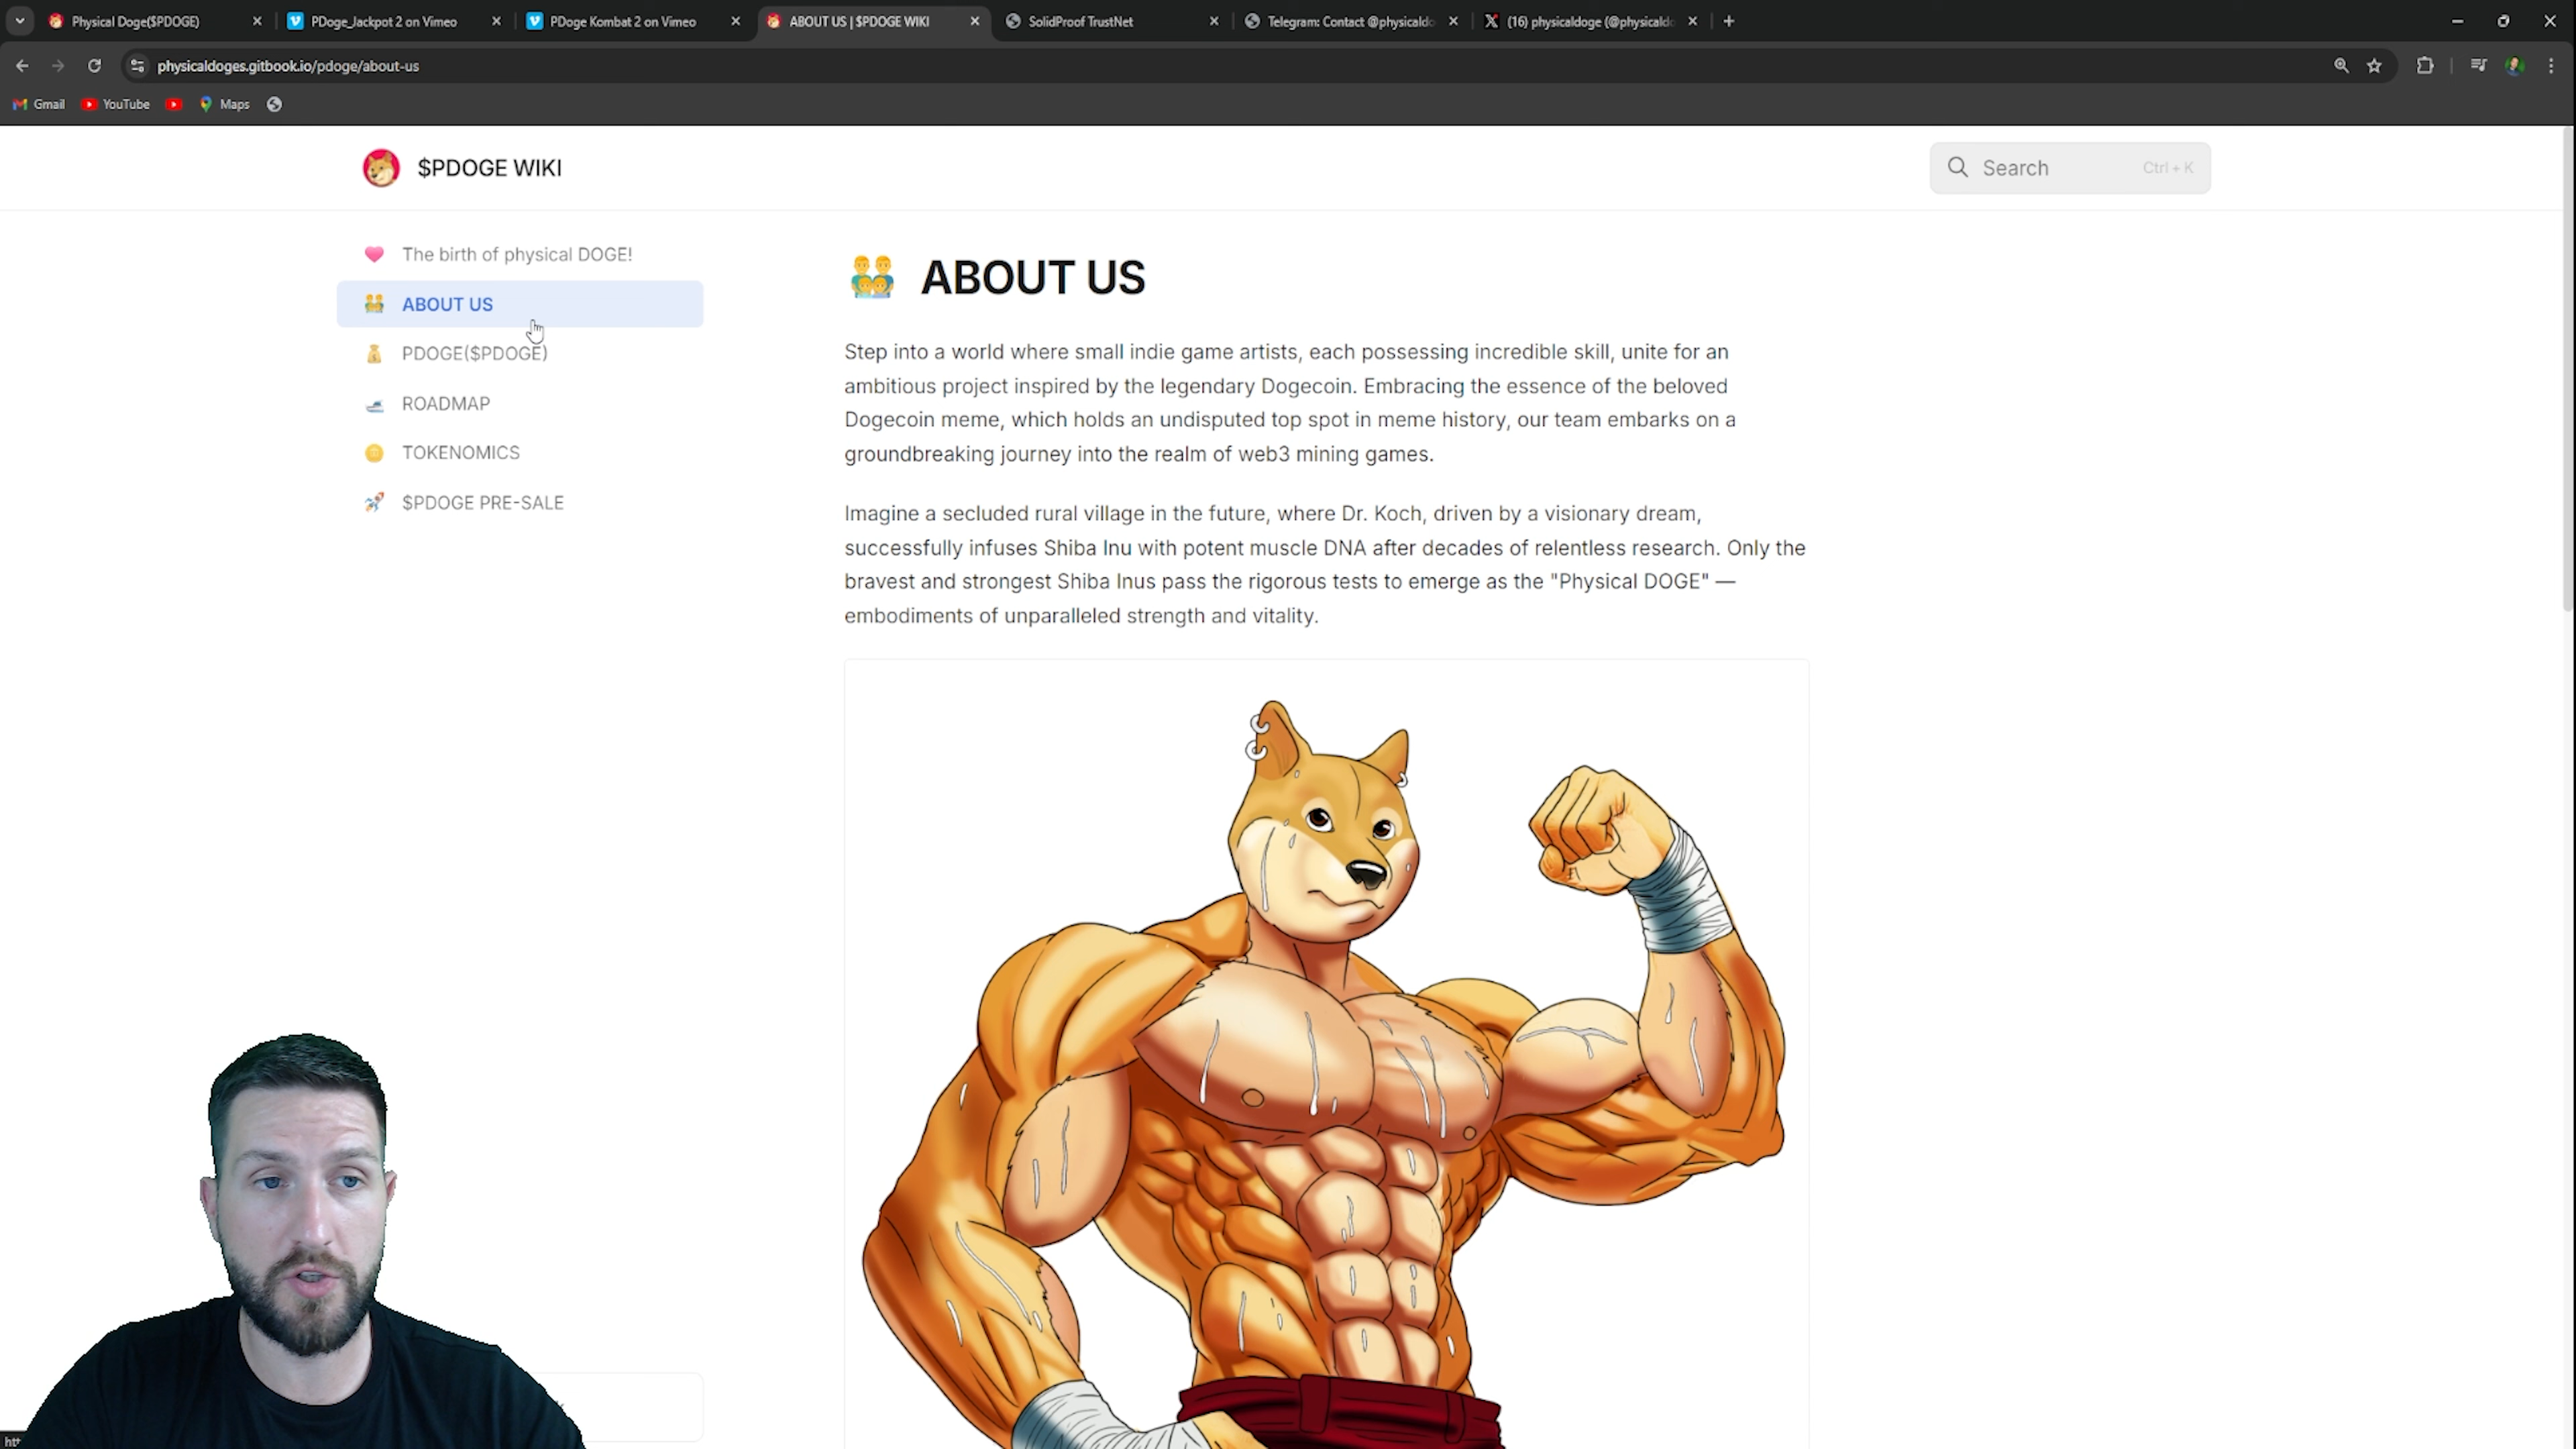 Physical Doge($PDOGE)
PDoge_Jackpot 2 on Vimeo
PDoge Kombat 2 on Vimeo
ABOUT US | $PDOGE WIKI
SolidProof TrustNet
Telegram: Contact @physicaldo
(16) physicaldoge (@physicaldo
physicaldoges.gitbook.io/pdoge/about-us
Gmail
YouTube
Maps
$PDOGE WIKI
Search
Ctrl + K
The birth of physical DOGE!
ABOUT US
PDOGE($PDOGE)
ROADMAP
TOKENOMICS
$PDOGE PRE-SALE
ABOUT US
Step into a world where small indie game artists, each possessing incredible skill, unite for an
ambitious project inspired by the legendary Dogecoin. Embracing the essence of the beloved
Dogecoin meme, which holds an undisputed top spot in meme history, our team embarks on a
groundbreaking journey into the realm of web3 mining games.
Imagine a secluded rural village in the future, where Dr. Koch, driven by a visionary dream,
successfully infuses Shiba Inu with potent muscle DNA after decades of relentless research. Only the
bravest and strongest Shiba Inus pass the rigorous tests to emerge as the "Physical DOGE" —
embodiments of unparalleled strength and vitality.